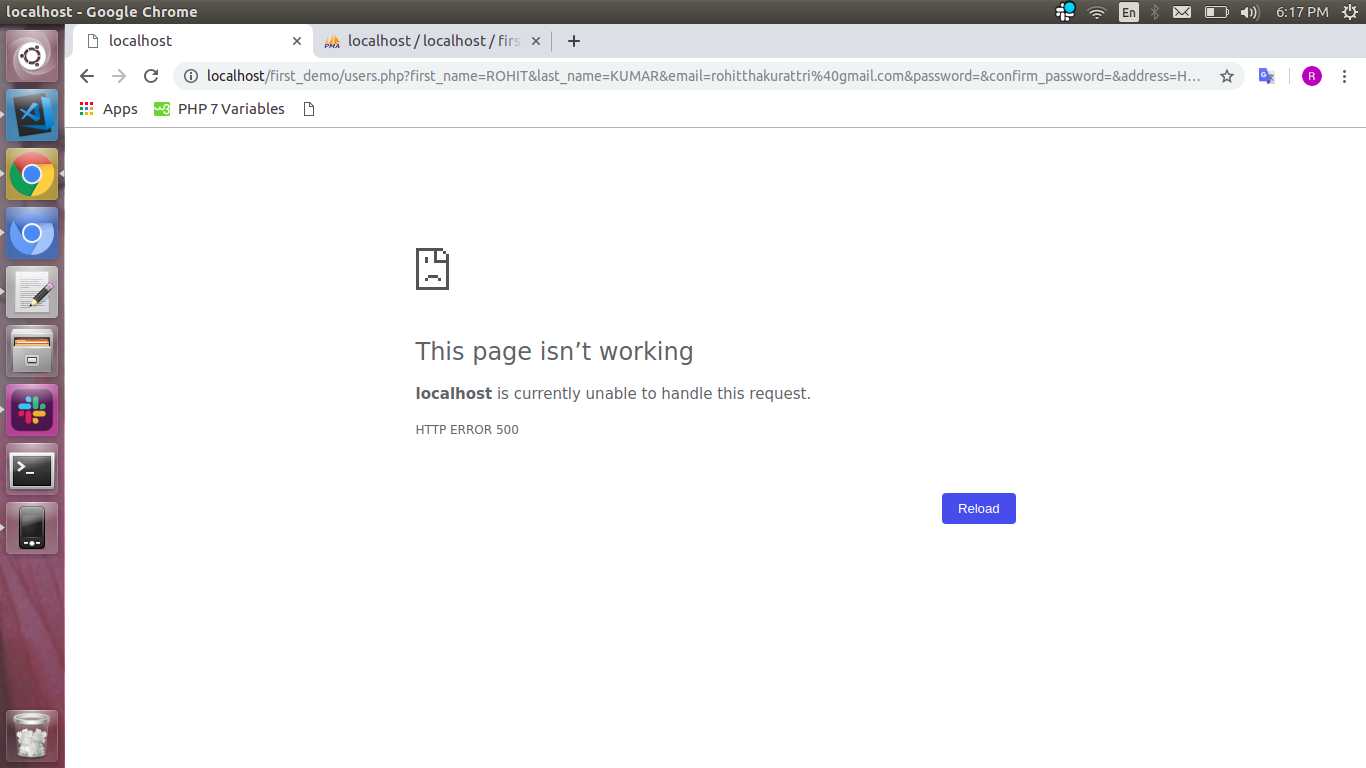 localhost - Google Chrome
En
6:17 PM
localhost
PMA
localhost / localhost / firs
localhost/first_demo/users.php?first_name=ROHIT&last_name=KUMAR&email=rohitthakurattri%40gmail.com&password=&confirm_password=&address=H...
R
Apps
w3
PHP 7 Variables
This page isn’t working
localhost is currently unable to handle this request.
HTTP ERROR 500
Reload